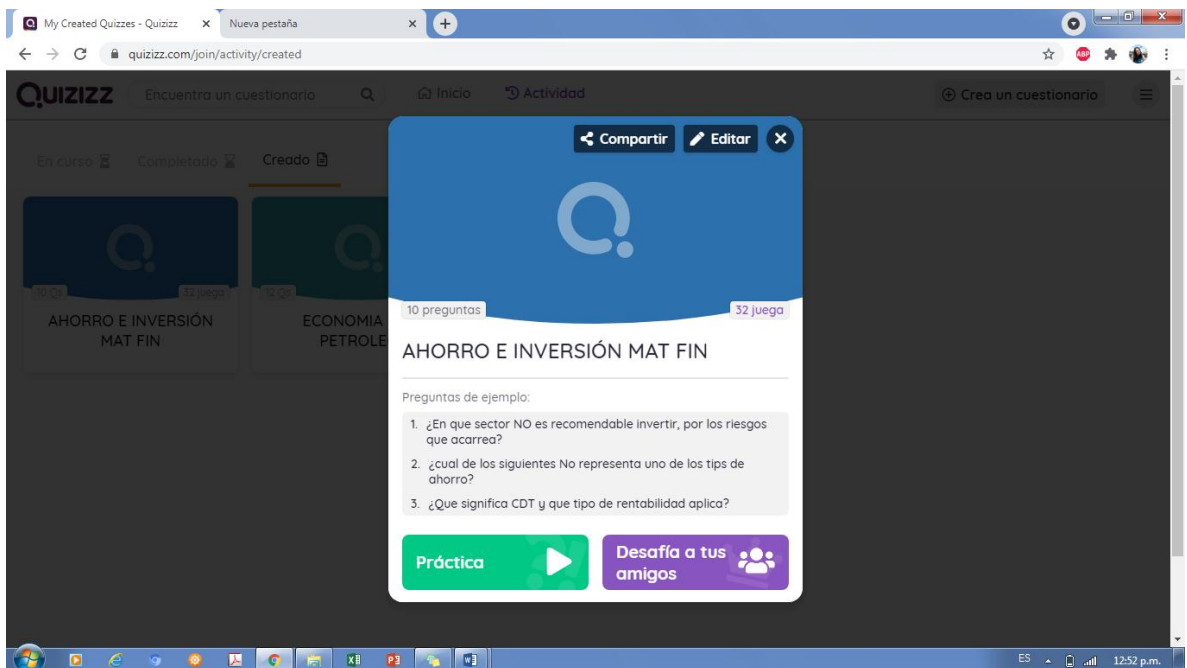 My Created Quizzes - Quizizz
Nueva pestaña
quizizz.com/join/activity/created
ABP
QUIZIZZ
Encuentra un cuestionario
Inicio
Actividad
Crea un cuestionario
En curso
Completado
Creado
10 Qs
32 juego
12 Qs
AHORRO E INVERSIÓN
MAT FIN
ECONOMIA
PETROLE
Compartir
Editar
10 preguntas
32 juega
AHORRO E INVERSIÓN MAT FIN
Preguntas de ejemplo:
1. ¿En que sector NO es recomendable invertir, por los riesgos
que acarrea?
2. ¿cual de los siguientes No representa uno de los tips de
ahorro?
3. ¿Que significa CDT y que tipo de rentabilidad aplica?
Práctica
Desafía a tus
amigos
ES
12:52 p.m.